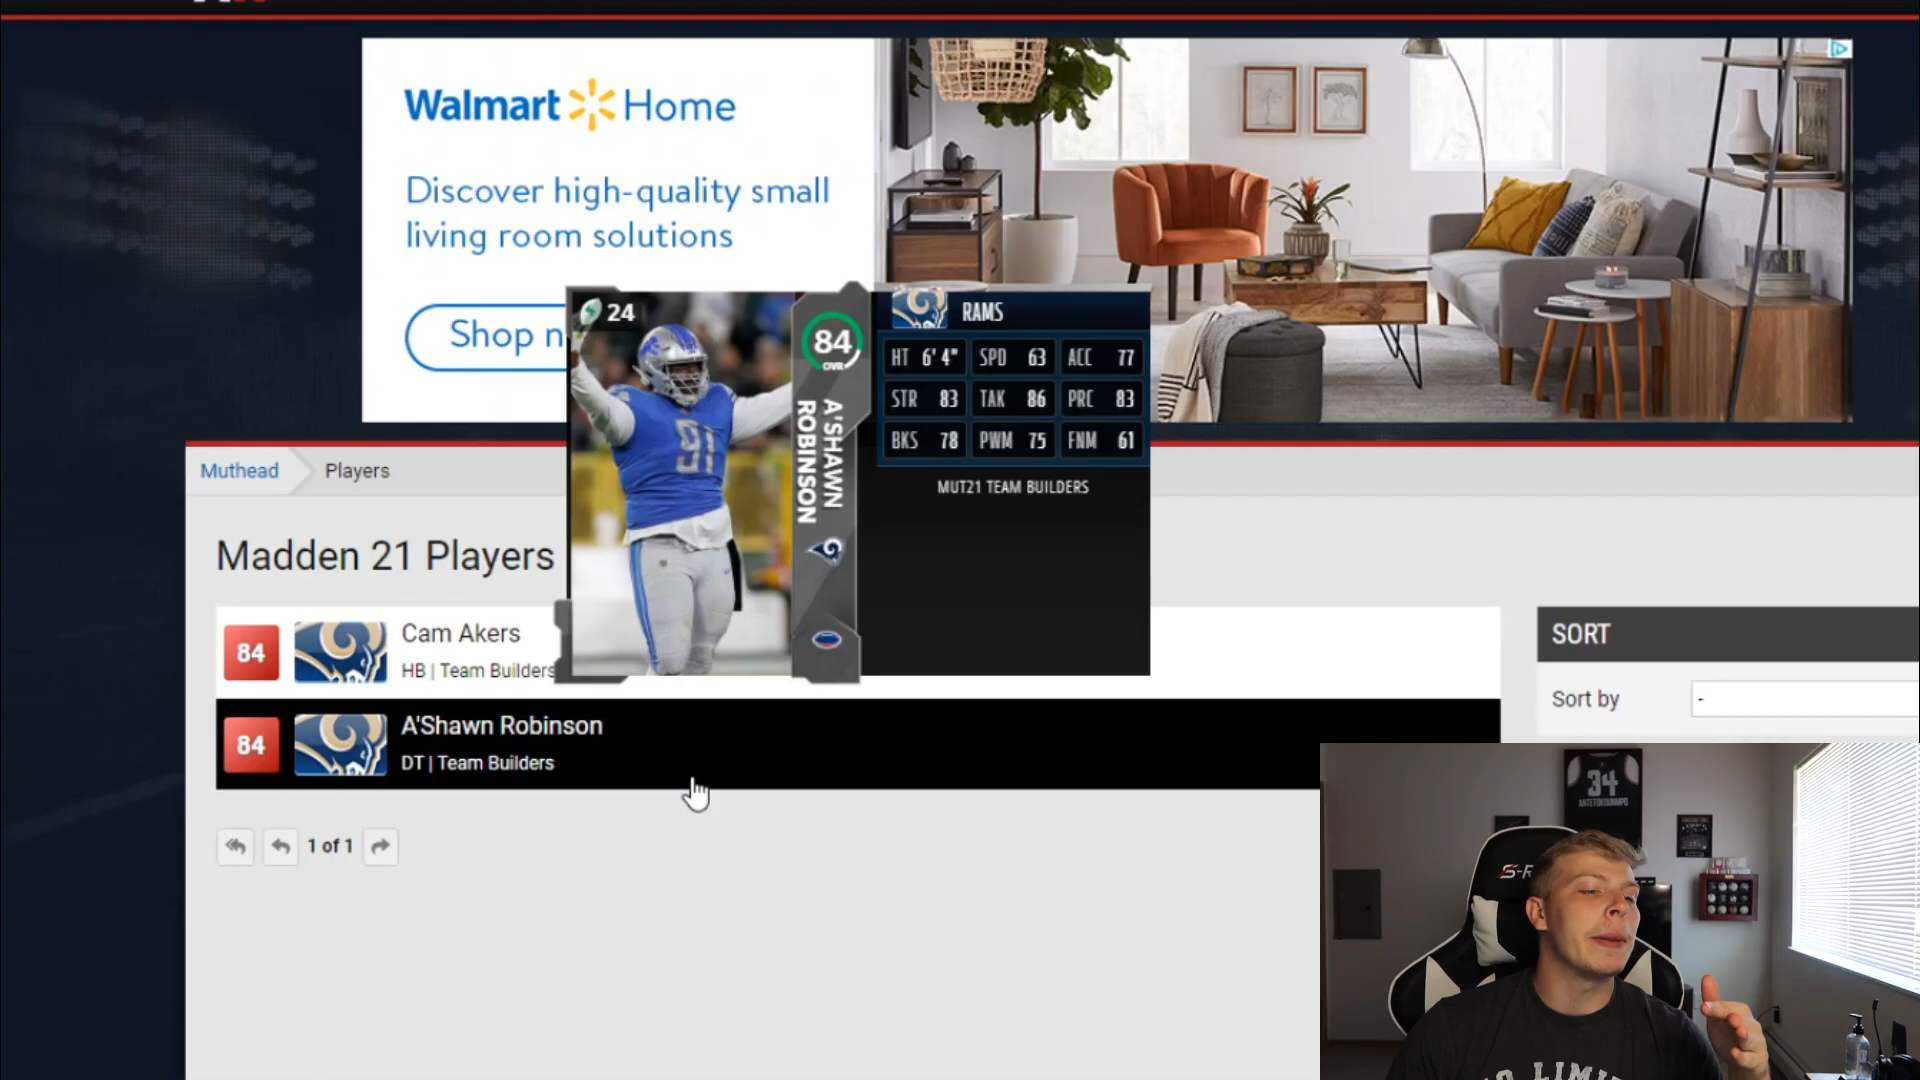 Walmart Home
Discover high-quality small
living room solutions
Shop n
24
84
OVR
A'SHAWN
ROBINSON
RAMS
HT 6' 4" SPD 63 ACC 77
STR 83 TAK 86 PRC 83
BKS 78 PWM 75 FNM 61
MUT21 TEAM BUILDERS
91
Muthead Players
Madden 21 Players
84
Cam Akers
HB | Team Builders
84
A'Shawn Robinson
DT | Team Builders
1 of 1
SORT
Sort by
-
34
ANTETOKOUNMPO
S-R
LIMI